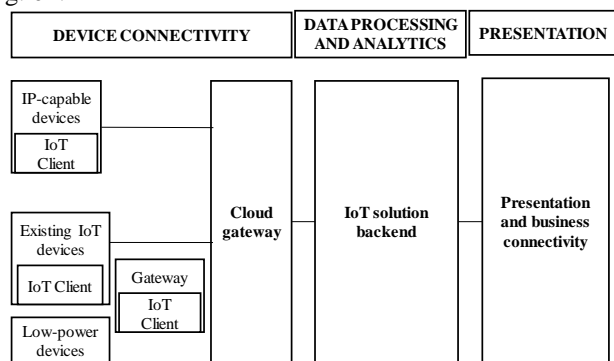 DEVICE CONNECTIVITY
DATA PROCESSING
AND ANALYTICS
PRESENTATION
IP-capable
devices
IoT
Client
Existing IoT
devices
IoT Client
Gateway
IoT
Client
Low-power
devices
Cloud
gateway
IoT solution
backend
Presentation
and business
connectivity